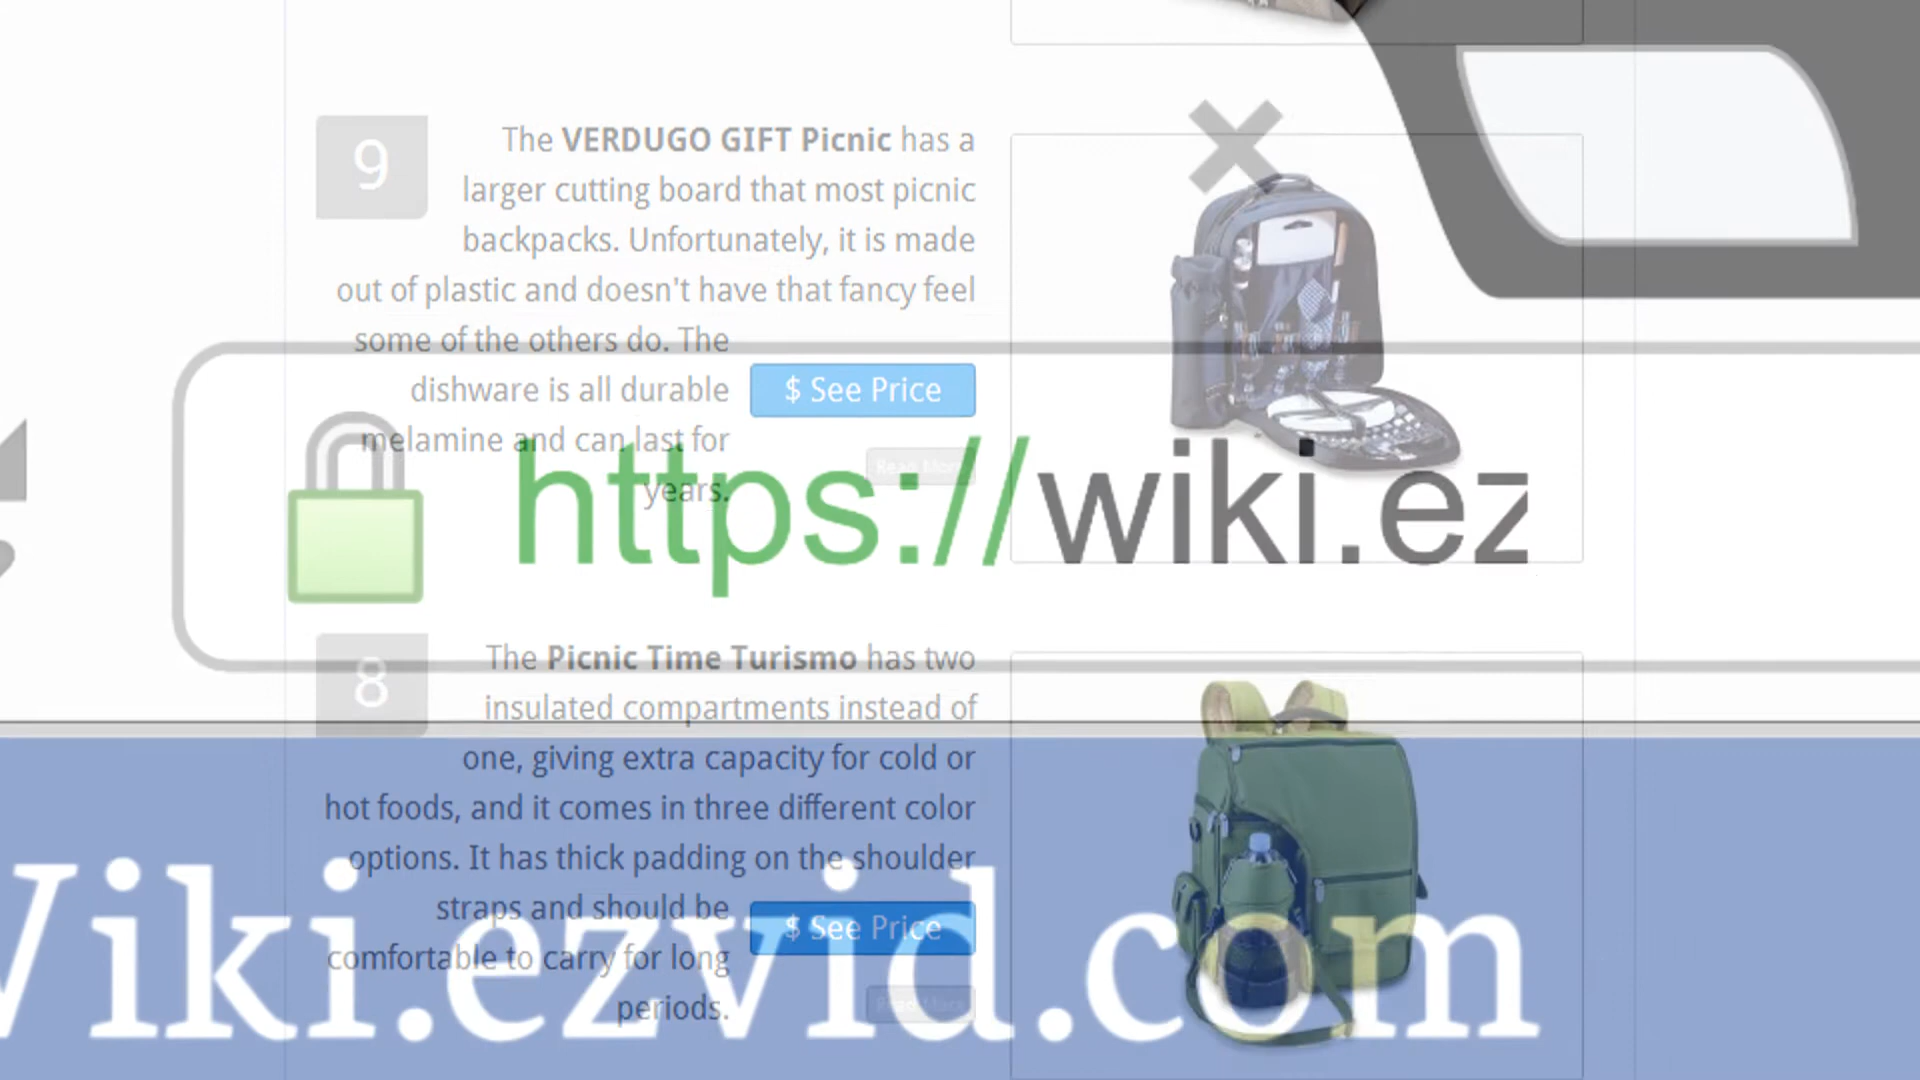 9
The VERDUGO GIFT Picnic has a
larger cutting board that most picnic
backpacks. Unfortunately, it is made
out of plastic and doesn't have that fancy feel
some of the others do. The
dishware is all durable
melamine and can last for
years.
$ See Price
Read More
https://wiki.ez
8
The Picnic Time Turismo has two
insulated compartments instead of
one, giving extra capacity for cold or
hot foods, and it comes in three different color
options. It has thick padding on the shoulder
straps and should be
comfortable to carry for long
periods.
$ See Price
Read More
Wiki.ezvid.com